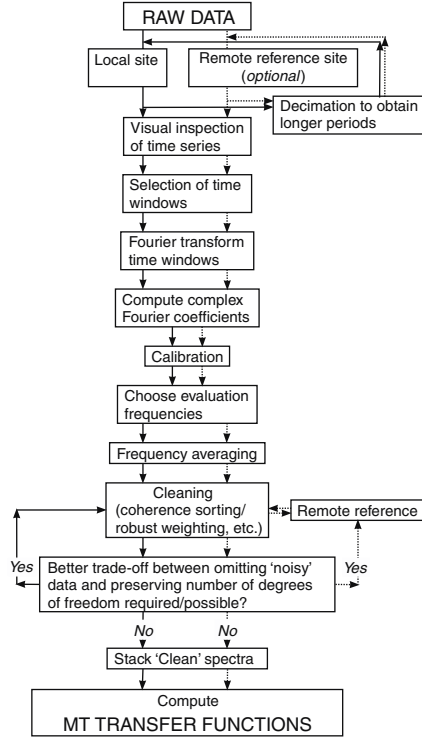 RAW DATA
Local site
Remote reference site
(optional)
Decimation to obtain
longer periods
Visual inspection
of time series
Selection of time
windows
Fourier transform
time windows
Compute complex
Fourier coefficients
Calibration
Choose evaluation
frequencies
Frequency averaging
Cleaning
(coherence sorting/
robust weighting, etc.)
Remote reference
Yes
Yes
Better trade-off between omitting ‘noisy’
data and preserving number of degrees
of freedom required/possible?
No
No
Stack ‘Clean’ spectra
Compute
MT TRANSFER FUNCTIONS